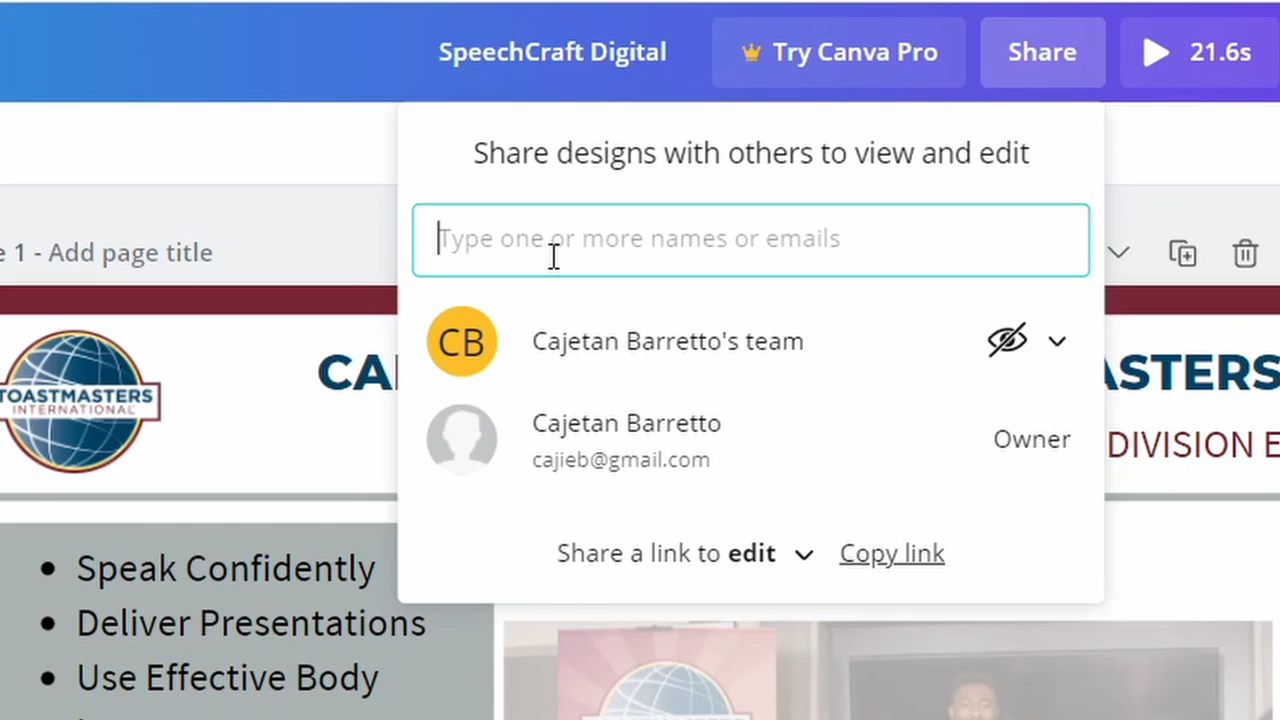 SpeechCraft Digital
Try Canva Pro
Share
21.6s
Share designs with others to view and edit
1 - Add page title
Type one or more names or emails
CB
Cajetan Barretto's team
TOASTMASTERS
INTERNATIONAL
CA
ASTERS
Cajetan Barretto
cajieb@gmail.com
Owner
DIVISION E
Share a link to edit
Copy link
• Speak Confidently
• Deliver Presentations
• Use Effective Body